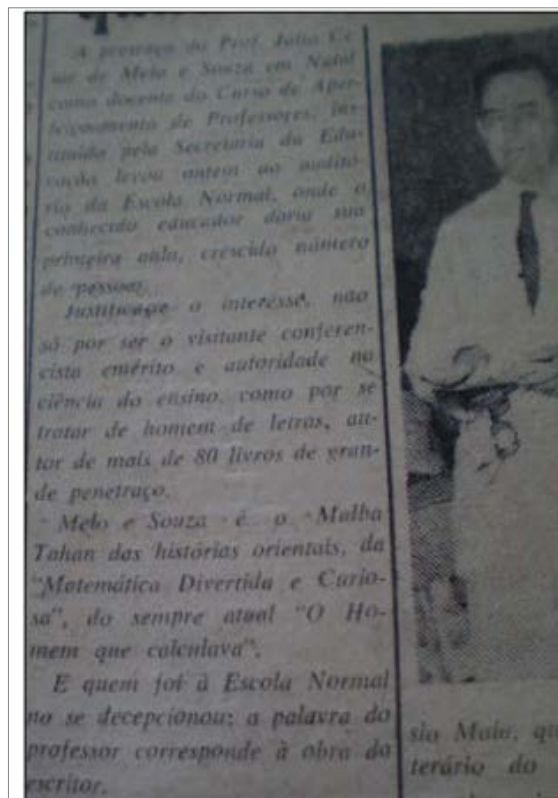 A presença do Prof. Julio Ce-
sar de Melo e Souza em Natal
como docente do Curso de Aper-
feiçoamento de Professores, ins-
tituido pela Secretaria da Edu-
cação levou ontem ao auditó-
rio da Escola Normal, onde o
conhecido educador daria sua
primeira aula, crescido número
de pessoas.
Justifica-se o interesse, não
só por ser o visitante conferen-
cista emérito e autoridade na
ciência do ensino, como por se
tratar de homem de letras, au-
tor de mais de 80 livros de gran-
de penetraço.
Melo e Souza é o Malba
Tahan das histórias orientais, da
"Matemática Divertida e Curio-
sa", do sempre atual "O Ho-
mem que calculava".
E quem foi à Escola Normal
no se decepcionou: a palavra do
professor corresponde à obra do
escritor.
sio Maia, qu
terário do